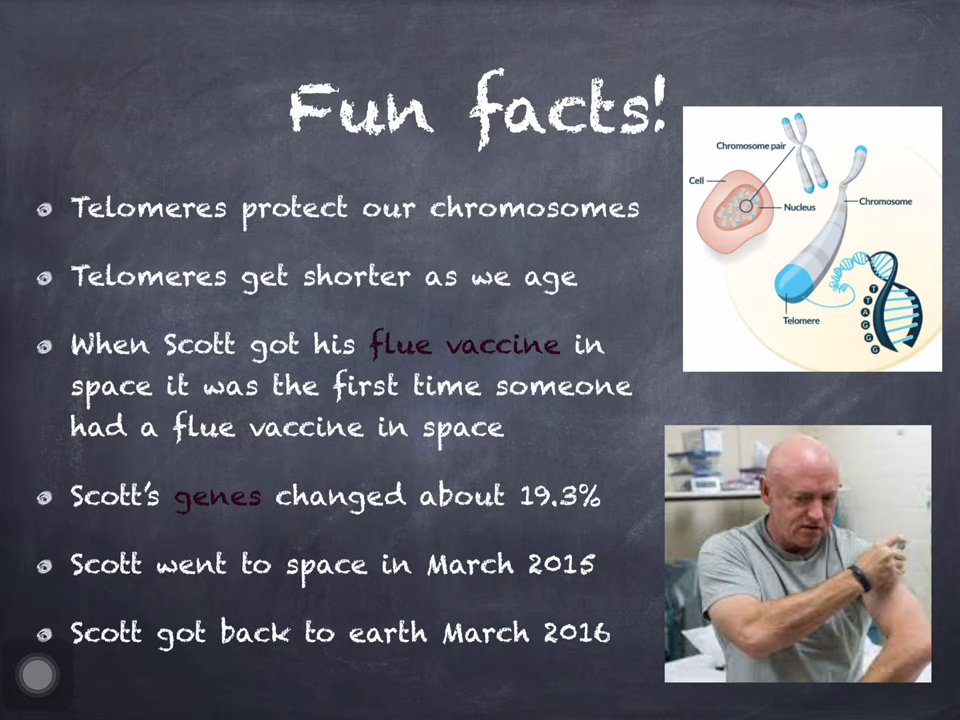 Fun facts!
Telomeres protect our chromosomes
Telomeres get shorter as we age
When Scott got his flue vaccine in
space it was the first time someone
had a flue vaccine in space
Scott's genes changed about 19.3%
Scott went to space in March 2015
Scott got back to earth March 2016
Chromosome pair
Cell
Nucleus
Chromosome
Telomere
T
T
A
G
G
G